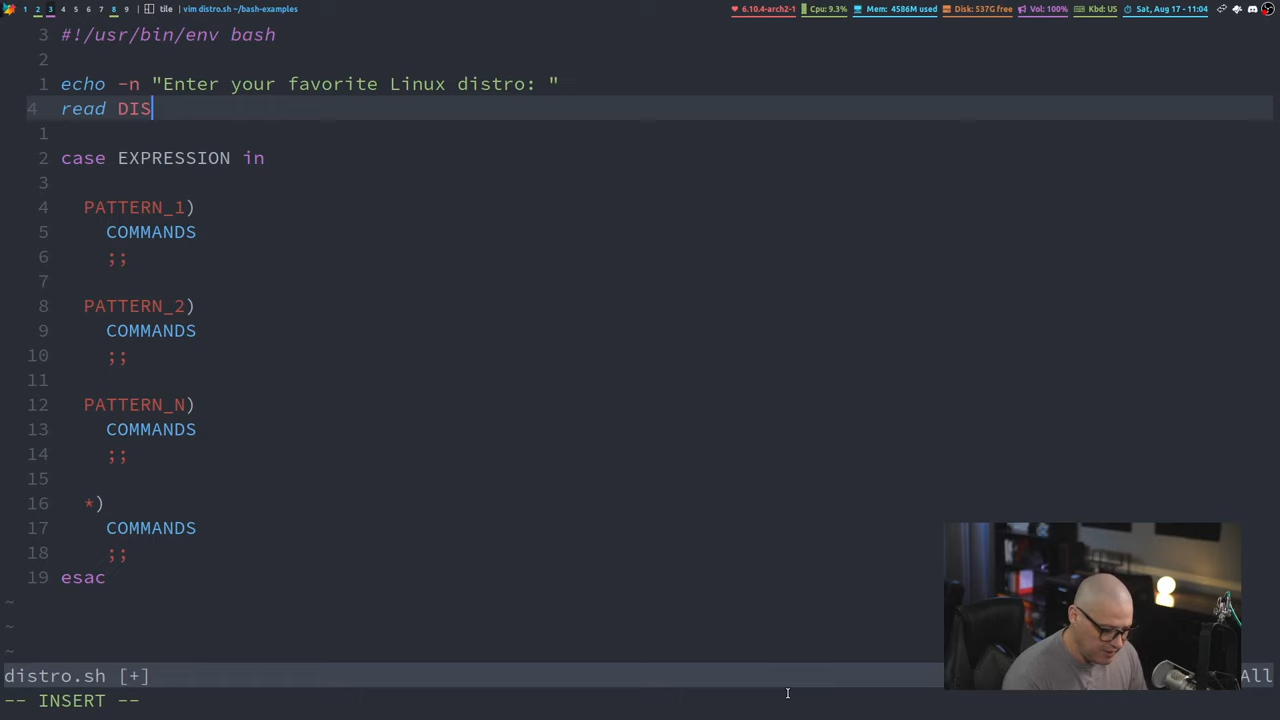 1 2 3 4 5 6 7 8 9 | tile | vim distro.sh ~/bash-examples 6.10.4-arch2-1 Cpu: 9.3% Mem: 4586M used Disk: 537G free Vol: 100% Kbd: US Sat, Aug 17 - 11:04
3 #!/usr/bin/env bash
2
1 echo -n "Enter your favorite Linux distro: "
4 read DIS
1
2 case EXPRESSION in
3
4 PATTERN_1)
5 COMMANDS
6 ;;
7
8 PATTERN_2)
9 COMMANDS
10 ;;
11
12 PATTERN_N)
13 COMMANDS
14 ;;
15
16 *)
17 COMMANDS
18 ;;
19 esac
~
~
~
distro.sh [+] All
-- INSERT --